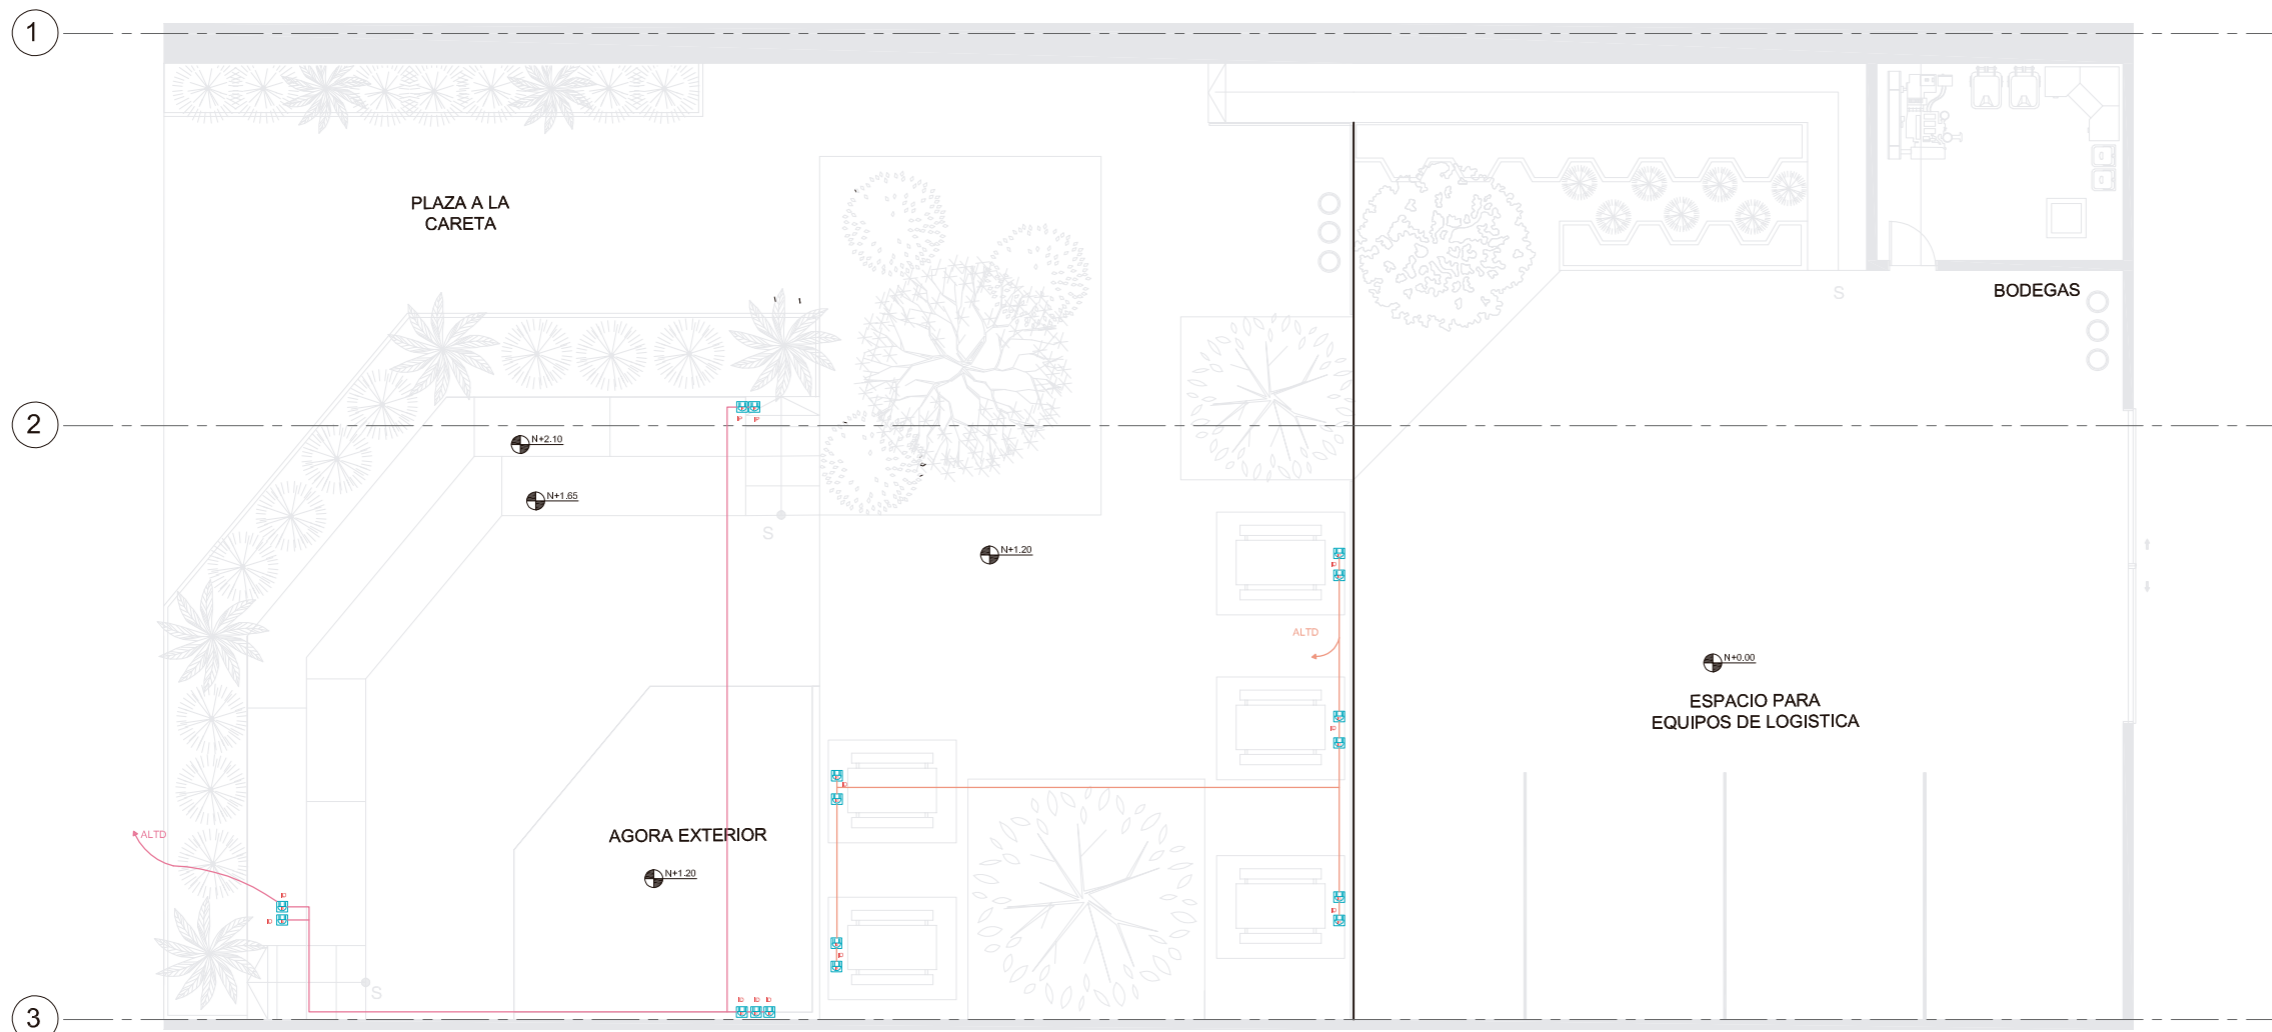 1
PLAZA A LA
CARETA
S
BODEGAS
2
N+2.10
N+1.65
S
N+1.20
ALTD
N+0.00
ESPACIO PARA
EQUIPOS DE LOGISTICA
ALTD
AGORA EXTERIOR
N+1.20
S
3